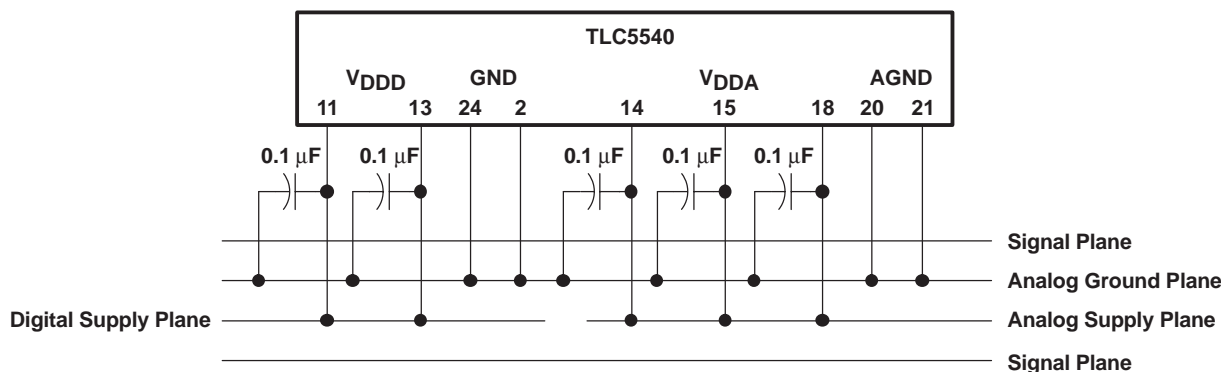 TLC5540
VDDD GND VDDA AGND
11 13 24 2 14 15 18 20 21
0.1 μF 0.1 μF 0.1 μF 0.1 μF 0.1 μF
Signal Plane
Analog Ground Plane
Digital Supply Plane Analog Supply Plane
Signal Plane